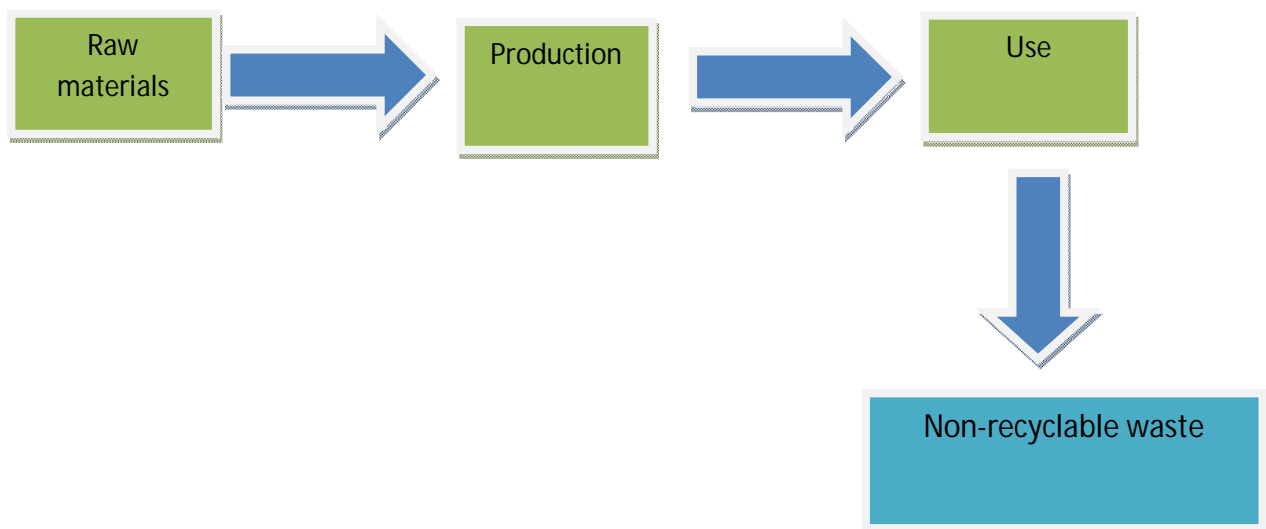 Raw
materials
Production
Use
Non-recyclable waste